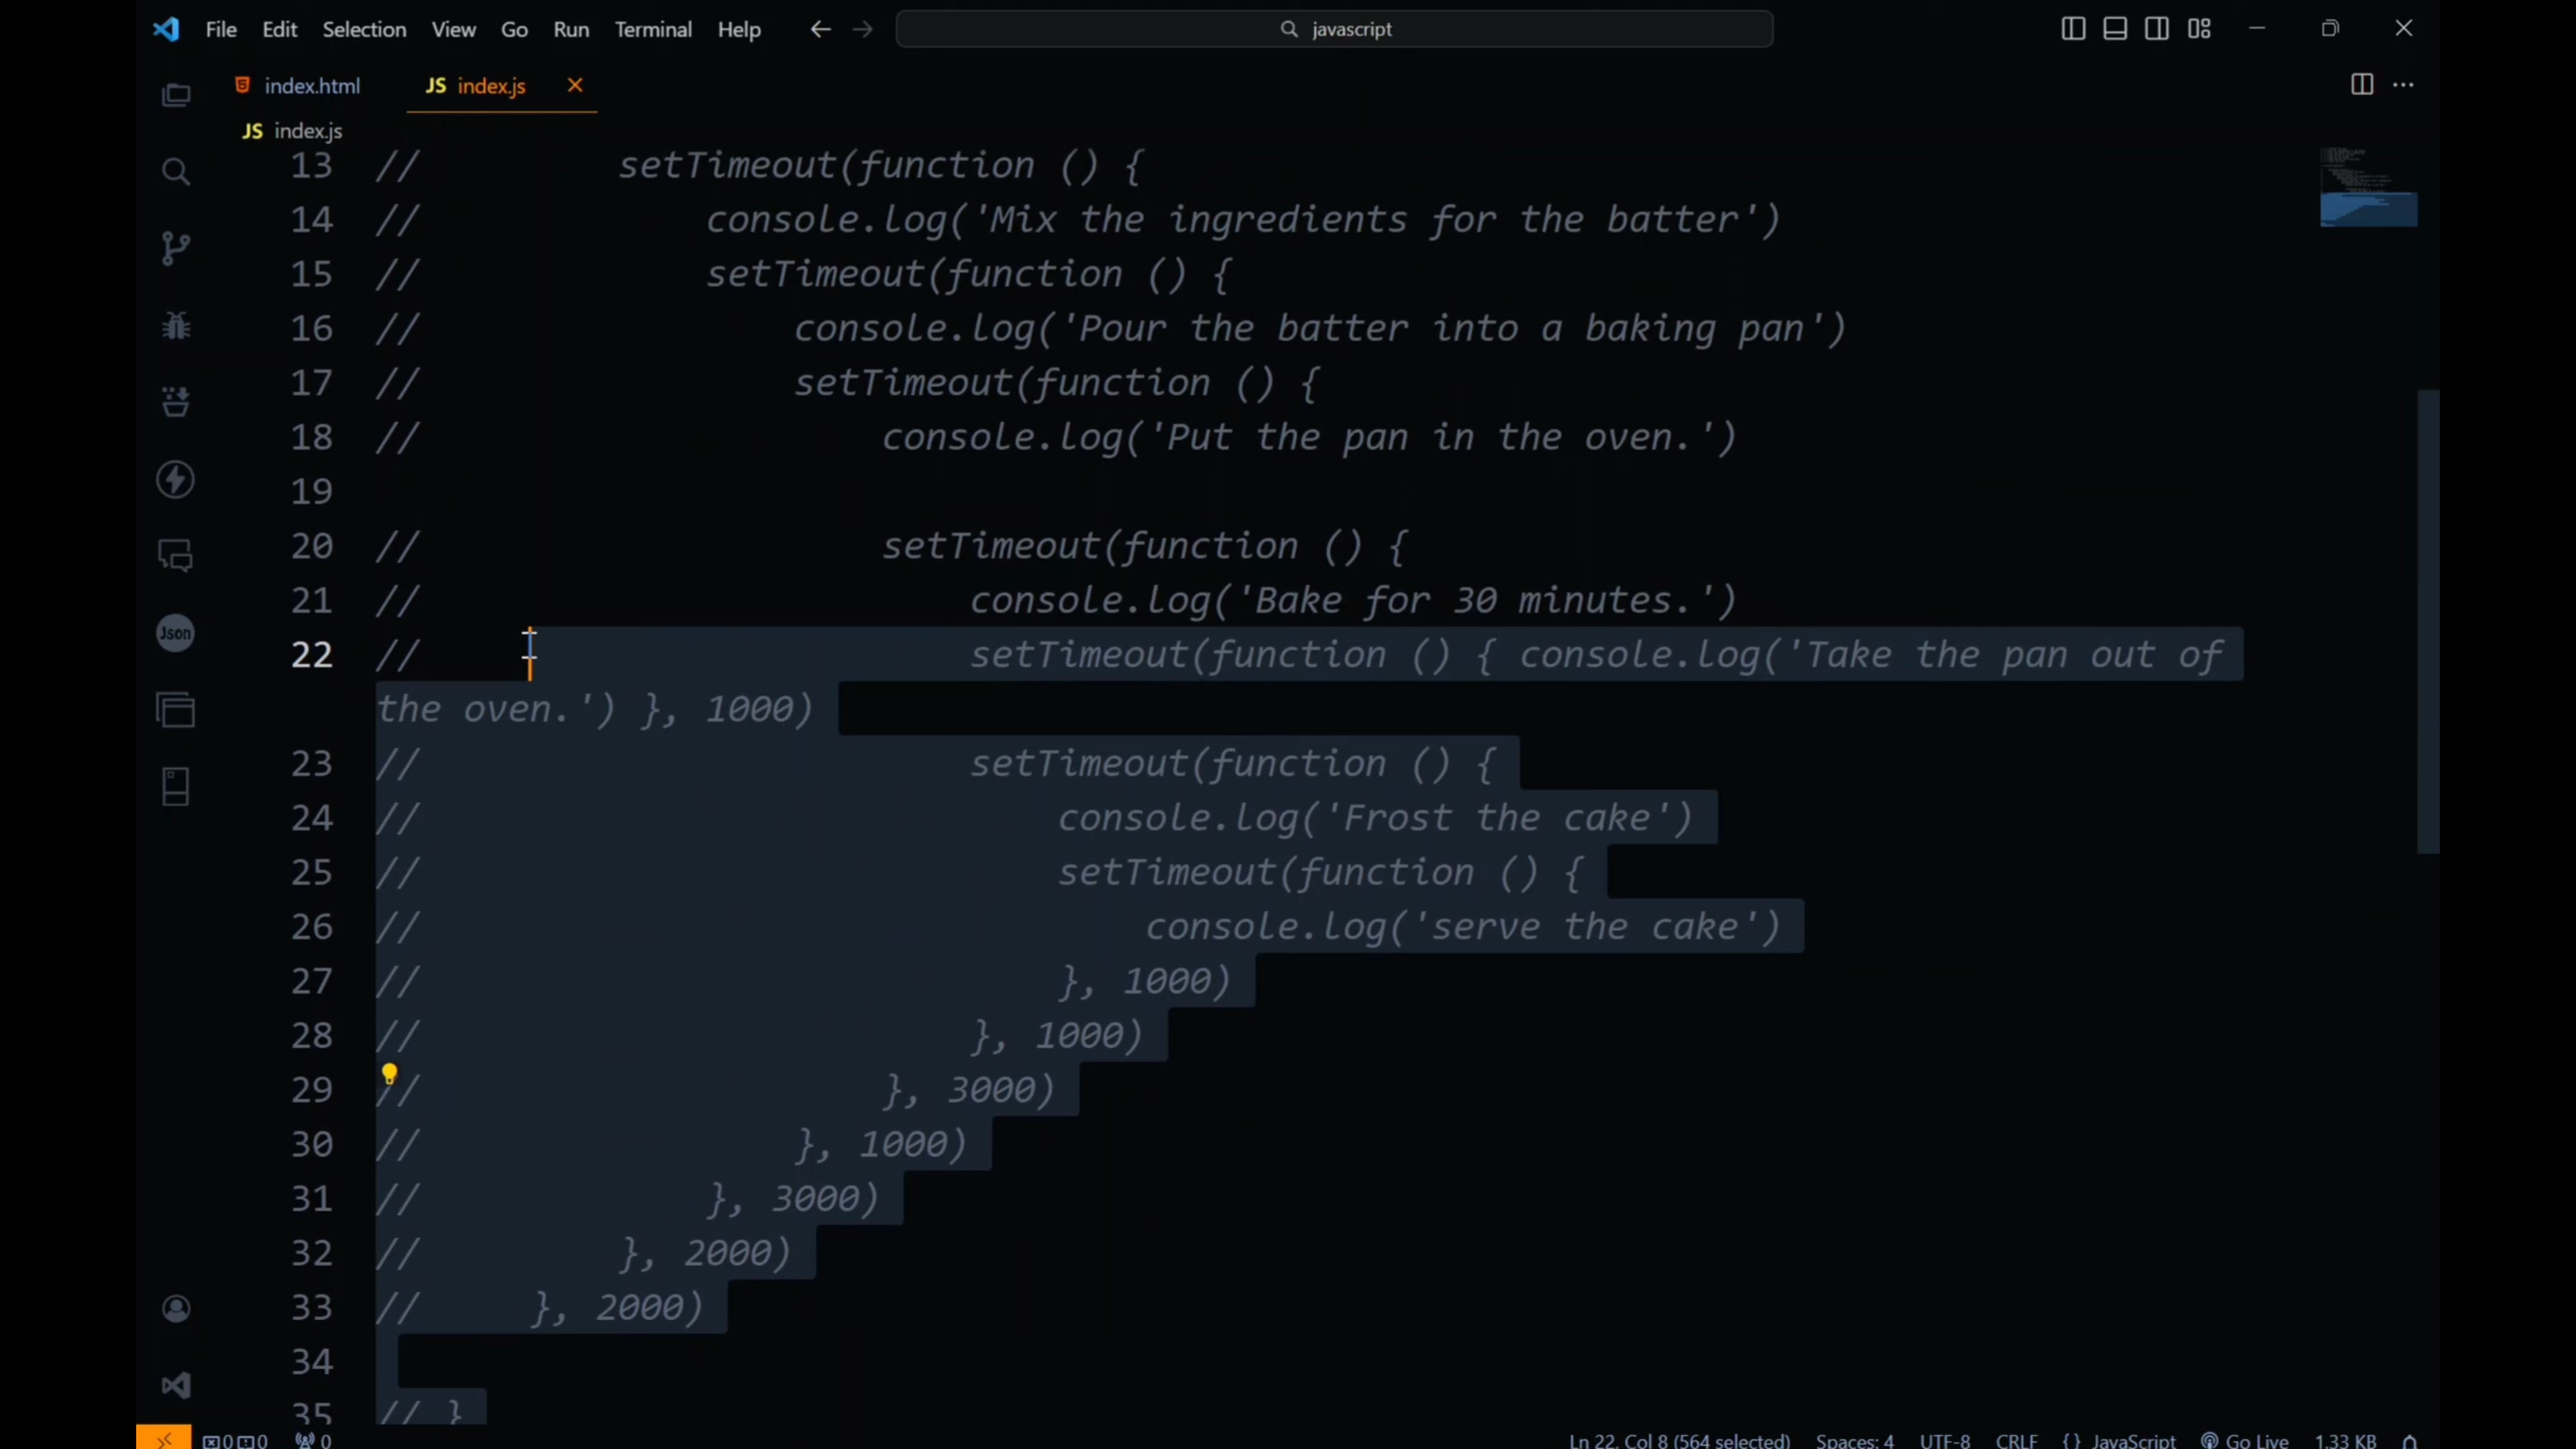 File Edit Selection View Go Run Terminal Help
javascript
index.html
JS index.js
JS index.js
13 // setTimeout(function () {
14 // console.log('Mix the ingredients for the batter')
15 // setTimeout(function () {
16 // console.log('Pour the batter into a baking pan')
17 // setTimeout(function () {
18 // console.log('Put the pan in the oven.')
19
20 // setTimeout(function () {
21 // console.log('Bake for 30 minutes.')
22 // setTimeout(function () { console.log('Take the pan out of
the oven.') }, 1000)
23 // setTimeout(function () {
24 // console.log('Frost the cake')
25 // setTimeout(function () {
26 // console.log('serve the cake')
27 // }, 1000)
28 // }, 1000)
29 // }, 3000)
30 // }, 1000)
31 // }, 3000)
32 // }, 2000)
33 // }, 2000)
34
35 // }
Json
0 0 0
Ln 22, Col 8 (564 selected) Spaces: 4 UTF-8 CRLF {} JavaScript Go Live 1.33 KB